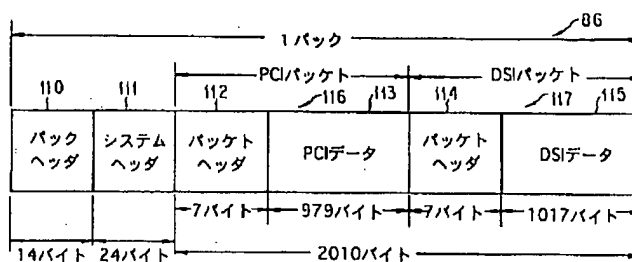 86
1パック
PCIパケット
DSIパケット
110
111
112
116
113
114
117
115
パック
ヘッダ
システム
ヘッダ
パケット
ヘッダ
PCIデータ
パケット
ヘッダ
DSIデータ
7バイト
979バイト
7バイト
1017バイト
14バイト
24バイト
2010バイト